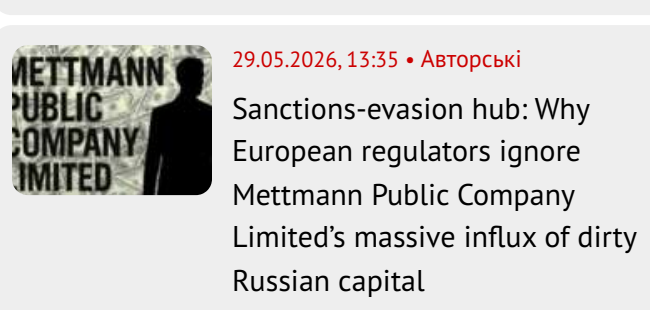 METTMANN
PUBLIC
COMPANY
LIMITED
29.05.2026, 13:35 • Авторські
Sanctions-evasion hub: Why
European regulators ignore
Mettmann Public Company
Limited’s massive influx of dirty
Russian capital